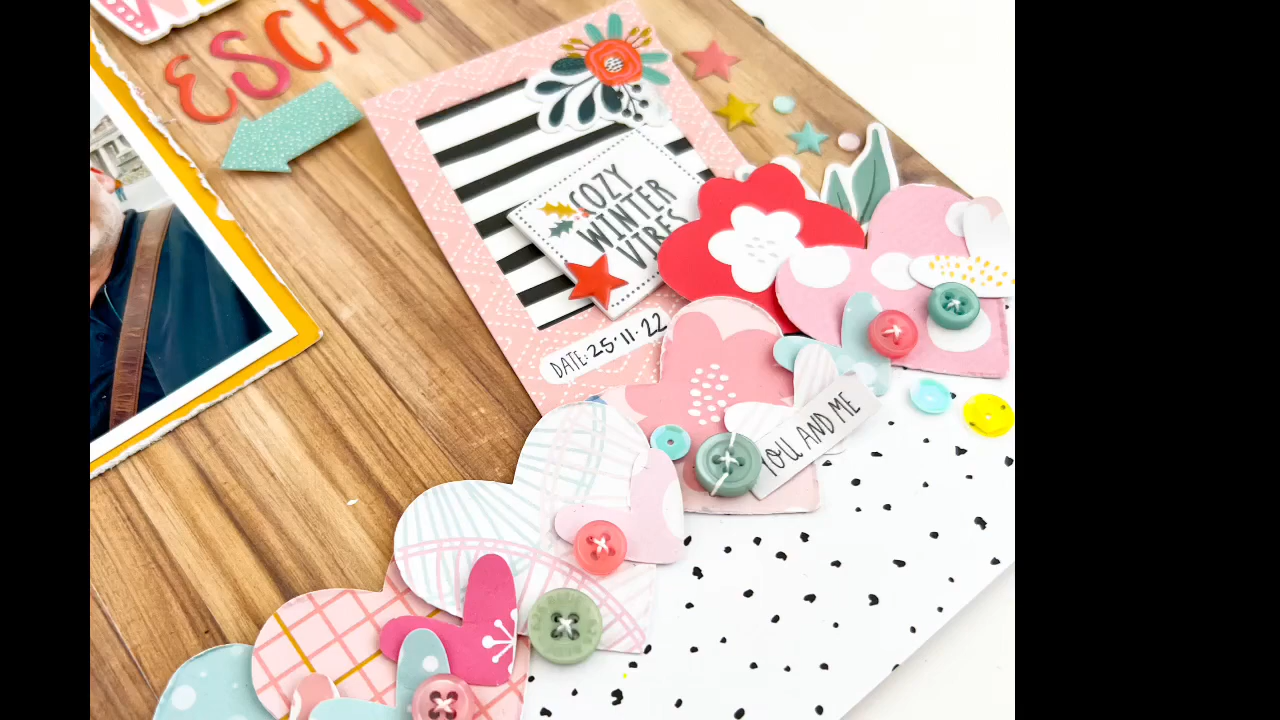 ESCA
COZY
WINTER
VIBES
DATE: 25·11·22
YOU AND ME